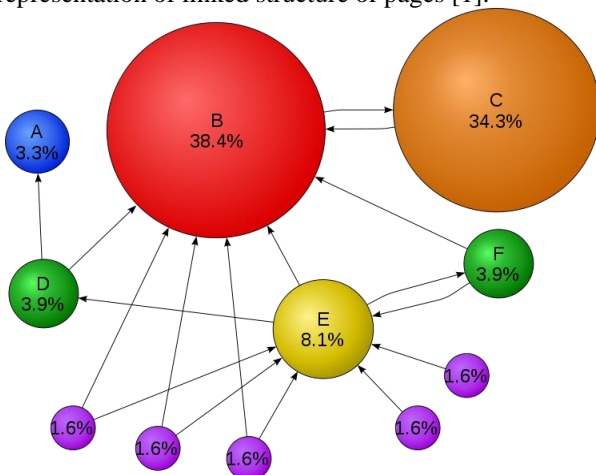 representation of linked structure of pages [1].
A
3.3%
B
38.4%
C
34.3%
D
3.9%
E
8.1%
F
3.9%
1.6%
1.6%
1.6%
1.6%
1.6%